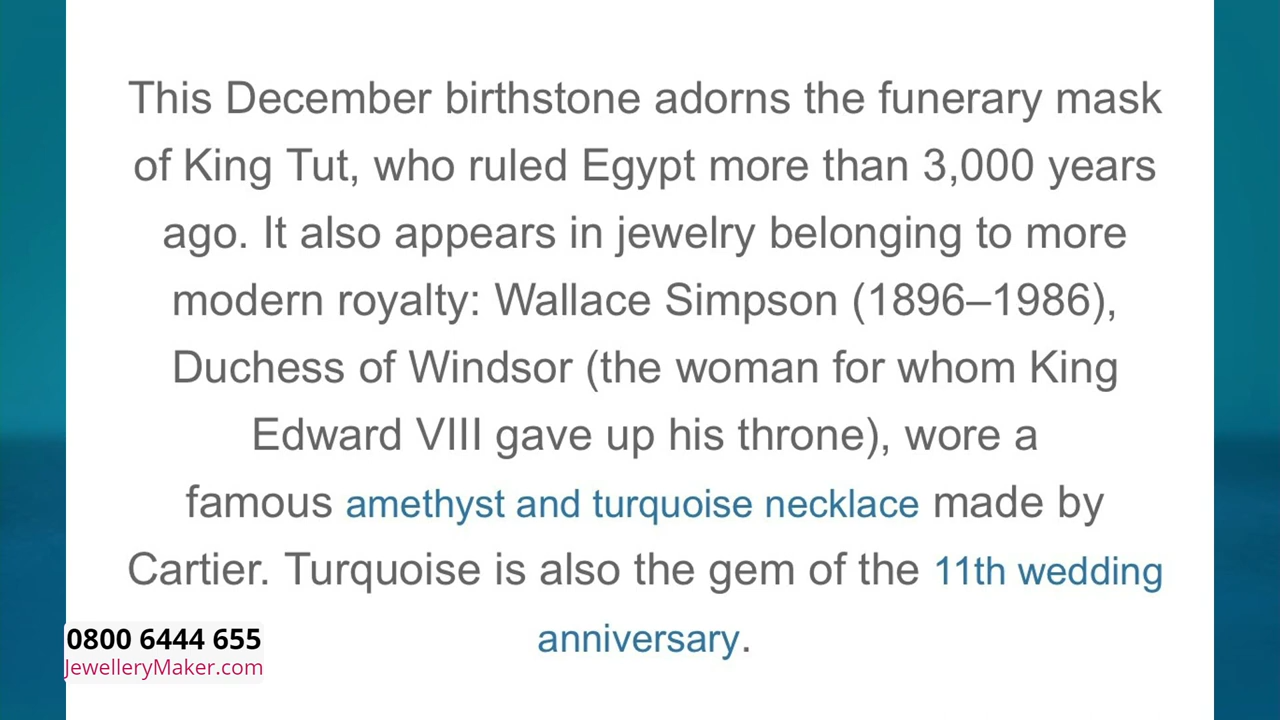 This December birthstone adorns the funerary mask
of King Tut, who ruled Egypt more than 3,000 years
ago. It also appears in jewelry belonging to more
modern royalty: Wallace Simpson (1896–1986),
Duchess of Windsor (the woman for whom King
Edward VIII gave up his throne), wore a
famous amethyst and turquoise necklace made by
Cartier. Turquoise is also the gem of the 11th wedding
anniversary.
0800 6444 655
JewelleryMaker.com